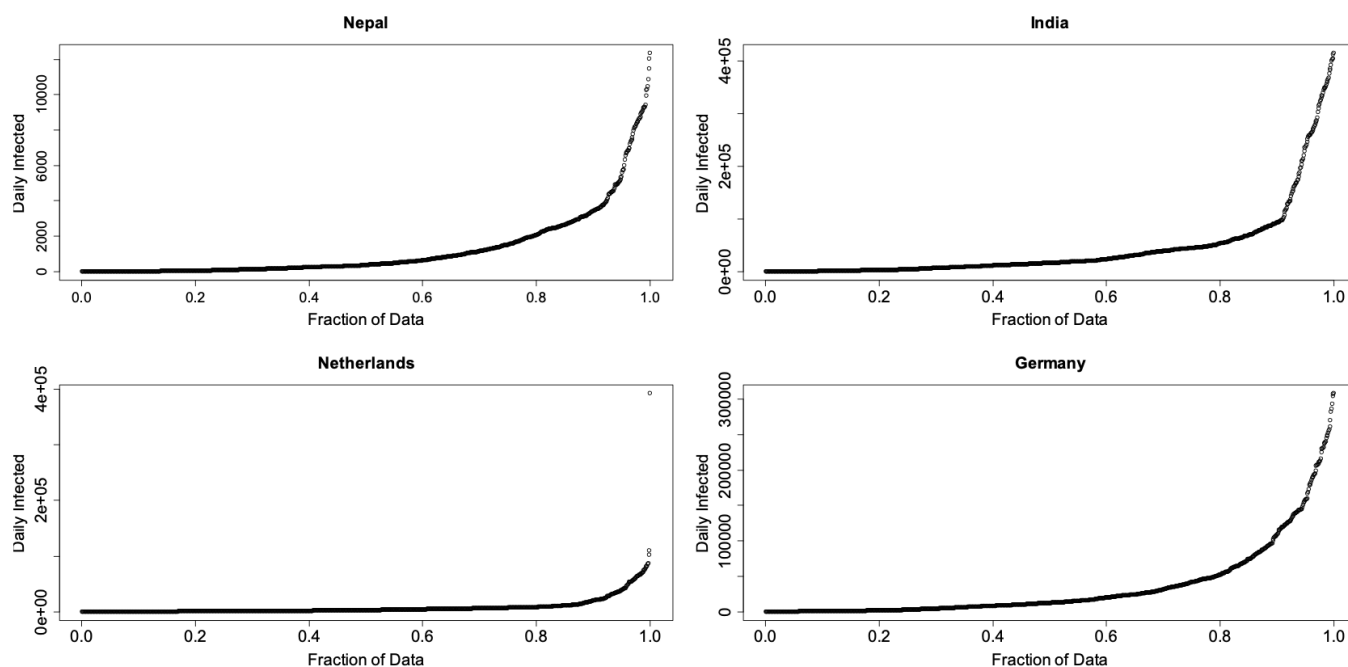 Nepal
Daily Infected
10000
6000
2000
0
0.0 0.2 0.4 0.6 0.8 1.0
Fraction of Data
India
Daily Infected
4e+05
2e+05
0e+00
0.0 0.2 0.4 0.6 0.8 1.0
Fraction of Data
Netherlands
Daily Infected
4e+05
2e+05
0e+00
0.0 0.2 0.4 0.6 0.8 1.0
Fraction of Data
Germany
Daily Infected
300000
200000
100000
0
0.0 0.2 0.4 0.6 0.8 1.0
Fraction of Data